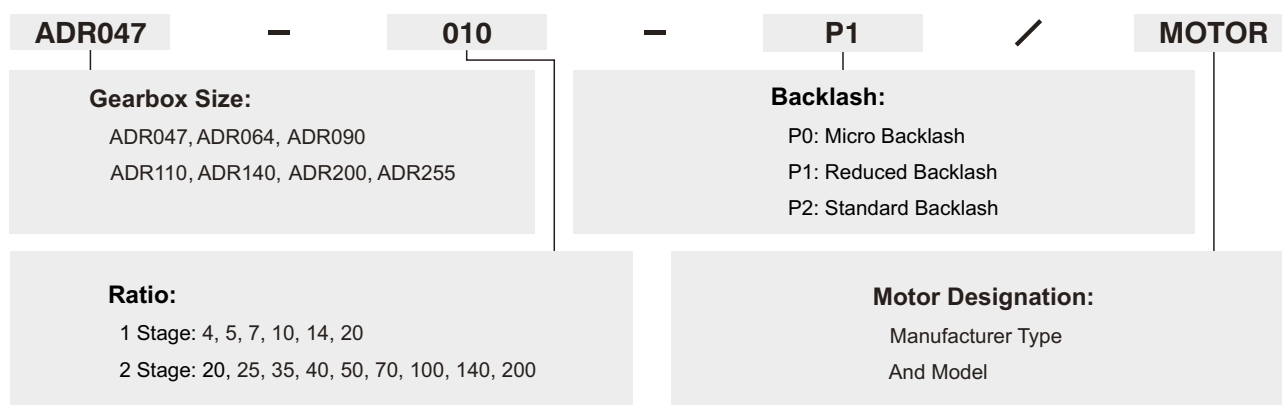 ADR047 – 010 – P1 / MOTOR
Gearbox Size:
ADR047, ADR064, ADR090
ADR110, ADR140, ADR200, ADR255
Backlash:
P0: Micro Backlash
P1: Reduced Backlash
P2: Standard Backlash
Ratio:
1 Stage: 4, 5, 7, 10, 14, 20
2 Stage: 20, 25, 35, 40, 50, 70, 100, 140, 200
Motor Designation:
Manufacturer Type
And Model